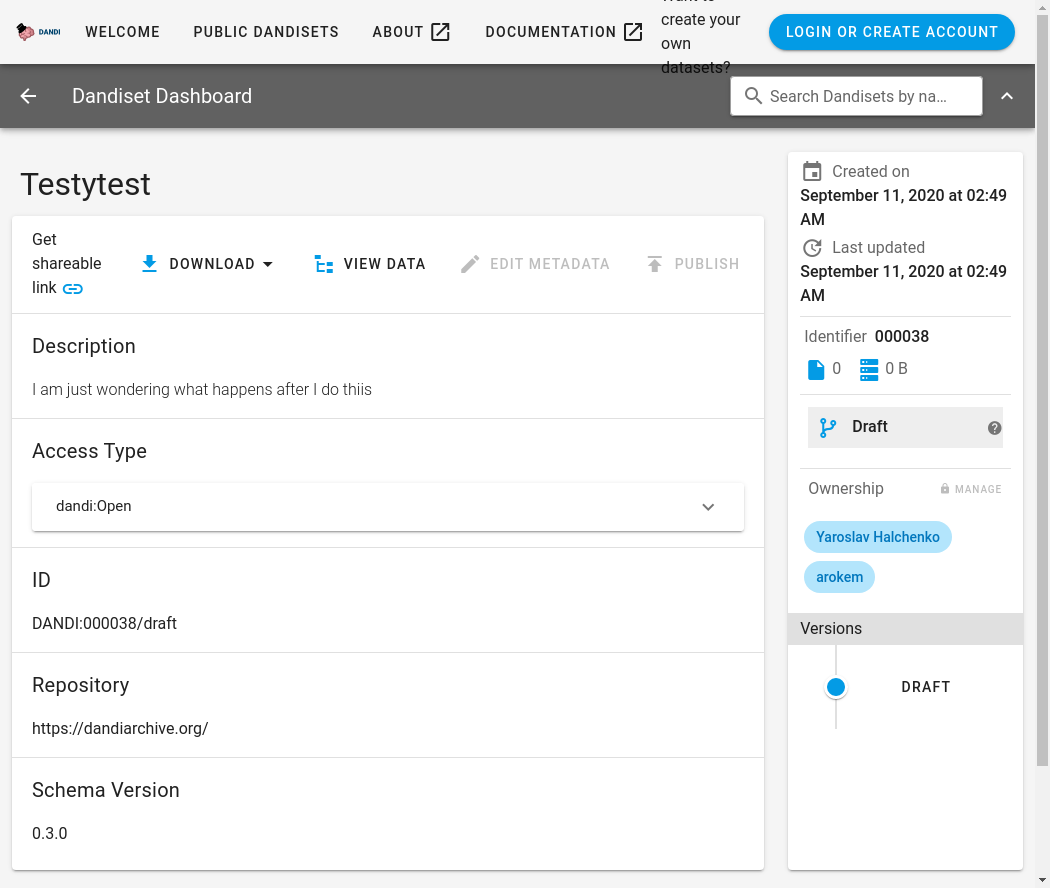 DANDI
WELCOME
PUBLIC DANDISETS
ABOUT
DOCUMENTATION
create your
own
datasets?
LOGIN OR CREATE ACCOUNT
Dandiset Dashboard
Search Dandisets by na…
Testytest
Get
shareable
link
DOWNLOAD
VIEW DATA
EDIT METADATA
PUBLISH
Description
I am just wondering what happens after I do thiis
Access Type
dandi:Open
ID
DANDI:000038/draft
Repository
https://dandiarchive.org/
Schema Version
0.3.0
Created on
September 11, 2020 at 02:49
AM
Last updated
September 11, 2020 at 02:49
AM
Identifier 000038
0
0 B
Draft
Ownership
MANAGE
Yaroslav Halchenko
arokem
Versions
DRAFT